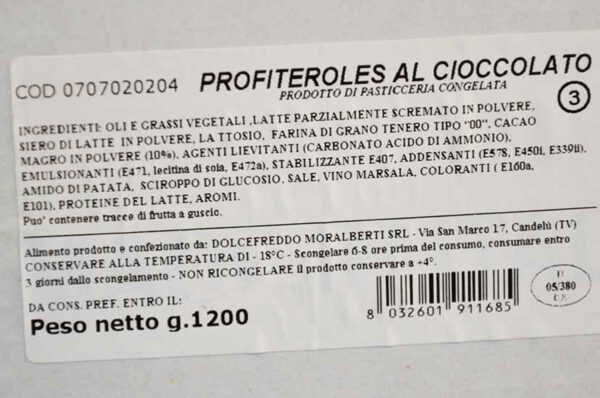 COD 0707020204 PROFITEROLES AL CIOCCOLATO
PRODOTTO DI PASTICCERIA CONGELATA
3
INGREDIENTI: OLI E GRASSI VEGETALI ,LATTE PARZIALMENTE SCREMATO IN POLVERE,
SIERO DI LATTE IN POLVERE, LA TTOSIO, FARINA DI GRANO TENERO TIPO "00", CACAO
MAGRO IN POLVERE (10%), AGENTI LIEVITANTI (CARBONATO ACIDO DI AMMONIO),
EMULSIONANTI (E471, lecitina di soia, E472a), STABILIZZANTE E407, ADDENSANTI (E578, E450i, E339ii),
AMIDO DI PATATA, SCIROPPO DI GLUCOSIO, SALE, VINO MARSALA, COLORANTI ( E160a,
E101), PROTEINE DEL LATTE, AROMI.
Puo' contenere tracce di frutta a guscio.
Alimento prodotto e confezionato da: DOLCEFREDDO MORALBERTI SRL - Via San Marco 17, Candelù (TV)
CONSERVARE ALLA TEMPERATURA DI - 18°C - Scongelare 6-8 ore prima del consumo, consumare entro
3 giorni dallo scongelamento - NON RICONGELARE il prodotto conservare a +4°.
DA CONS. PREF. ENTRO IL:
Peso netto g.1200
8 032601 911685
IT
05/380
C.E.